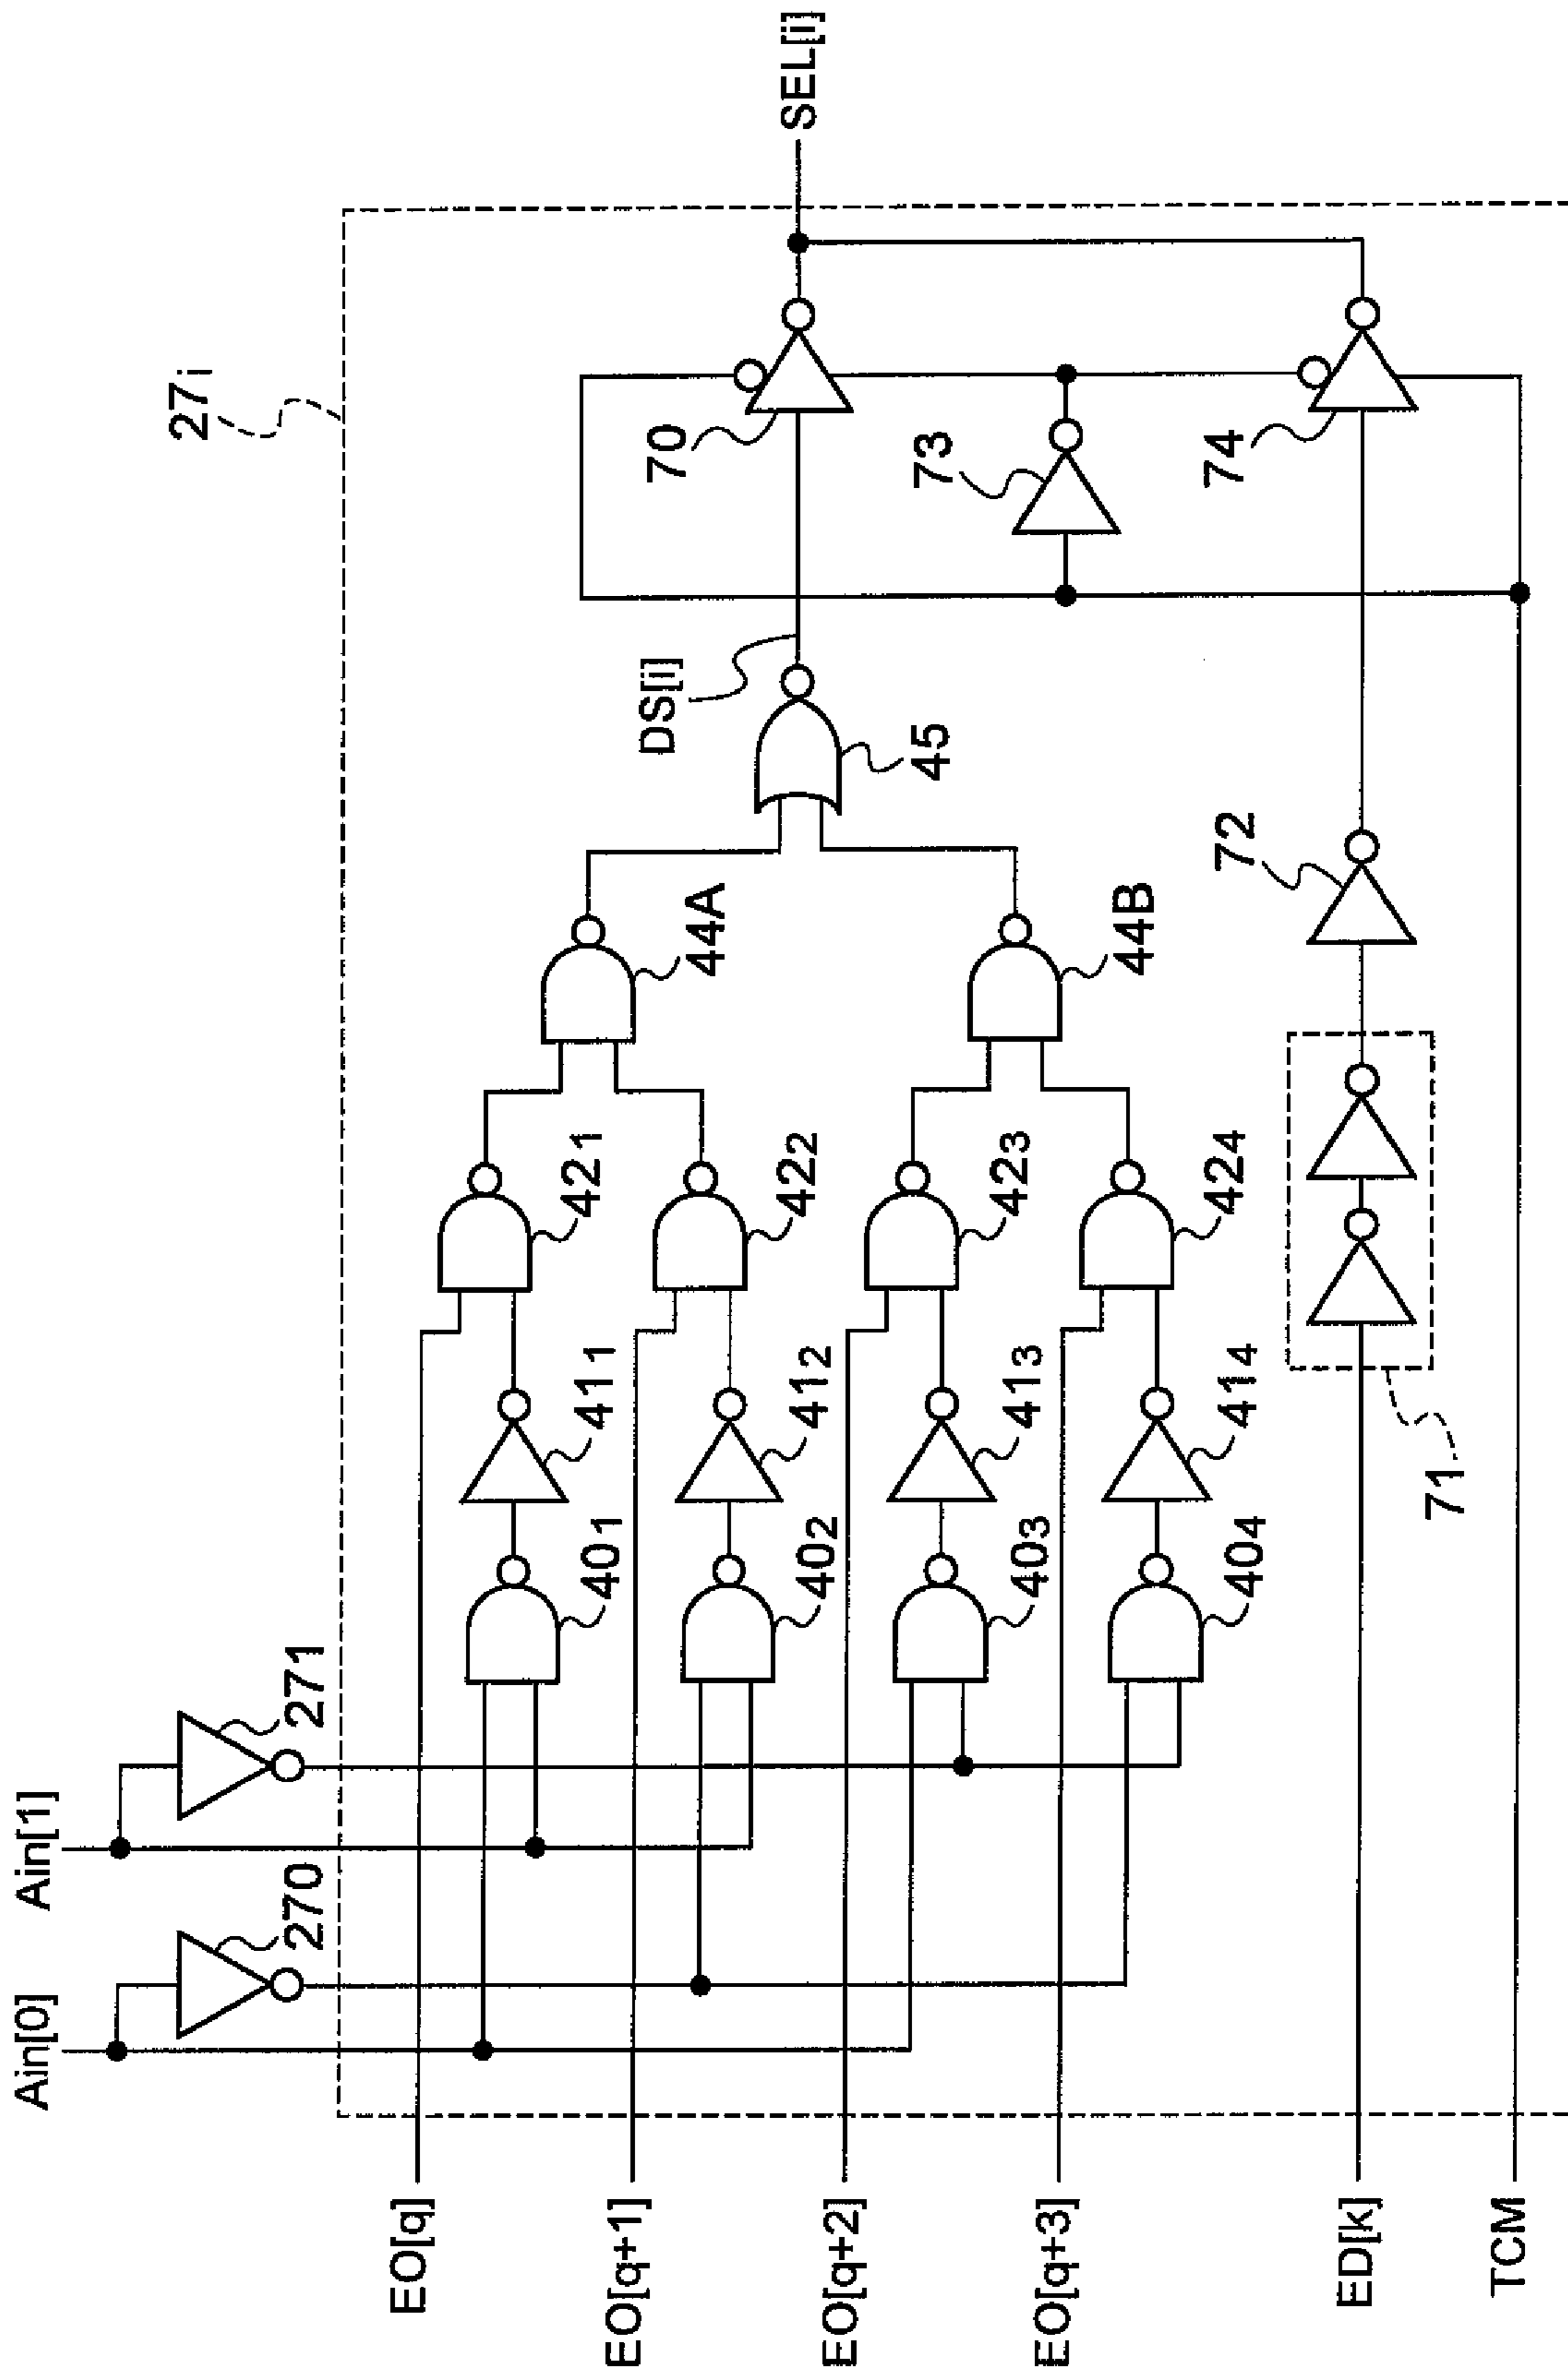 Ain[0]
Ain[1]
270
271
27i
EO[q]
EO[q+1]
EO[q+2]
EO[q+3]
ED[k]
TCM
401
411
421
402
412
422
403
413
423
404
414
424
44A
44B
45
DS[i]
70
71
72
73
74
SEL[i]